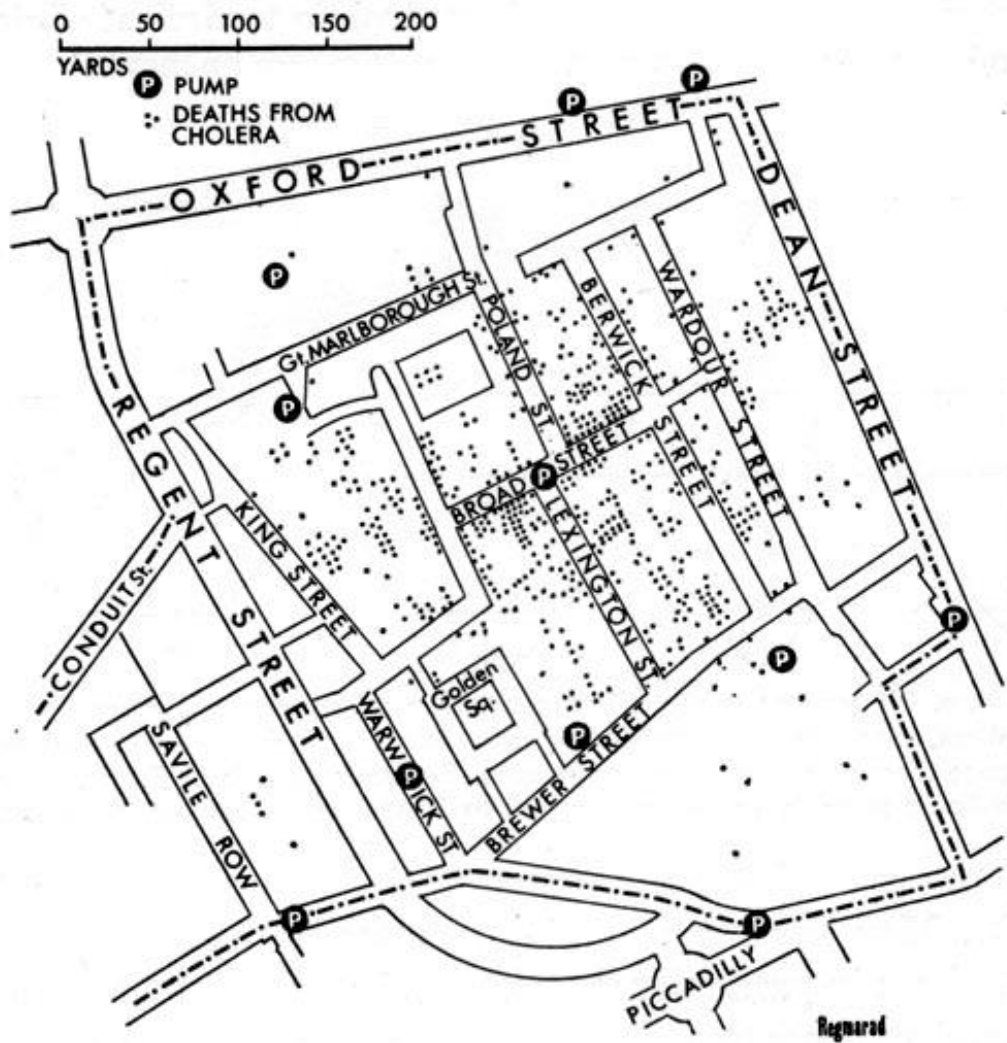 0 50 100 150 200
YARDS
P PUMP
DEATHS FROM
CHOLERA
P
P
OXFORD STREET
DEAN STREET
P
Gt. MARLBOROUGH St.
POLAND ST.
BERWICK STREET
WARDOUR STREET
P
REGENT STREET
BROAD STREET
P
KING STREET
LEXINGTON ST
CONDUIT St.
P
P
Golden
Sq.
WARWICK ST
P
P
BREWER STREET
SAVILE ROW
P
P
PICCADILLY
Regmarad